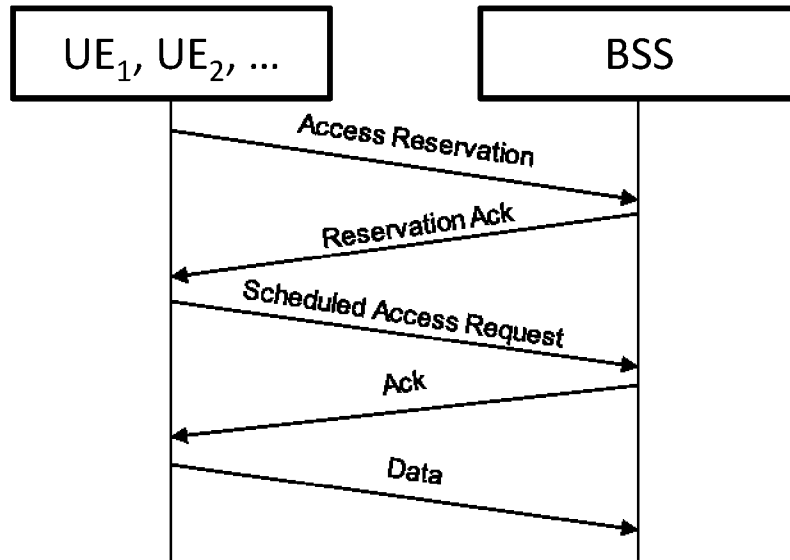 UE₁, UE₂, ...
BSS
Access Reservation
Reservation Ack
Scheduled Access Request
Ack
Data